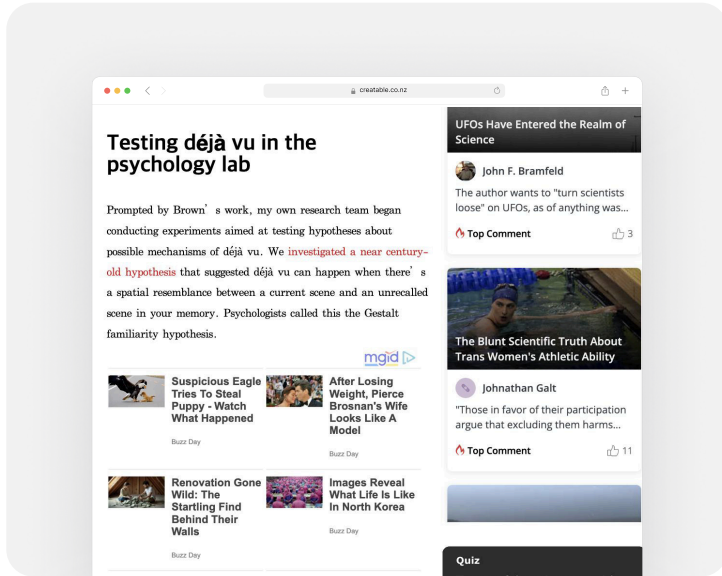 creatable.co.nz
Testing déjà vu in the
psychology lab
Prompted by Brown's work, my own research team began
conducting experiments aimed at testing hypotheses about
possible mechanisms of déjà vu. We investigated a near century-
old hypothesis that suggested déjà vu can happen when there's
a spatial resemblance between a current scene and an unrecalled
scene in your memory. Psychologists called this the Gestalt
familiarity hypothesis.
mgid
Suspicious Eagle
Tries To Steal
Puppy - Watch
What Happened
Buzz Day
After Losing
Weight, Pierce
Brosnan's Wife
Looks Like A
Model
Buzz Day
Renovation Gone
Wild: The
Startling Find
Behind Their
Walls
Buzz Day
Images Reveal
What Life Is Like
In North Korea
Buzz Day
UFOs Have Entered the Realm of
Science
John F. Bramfeld
The author wants to "turn scientists
loose" on UFOs, as of anything was...
Top Comment
3
The Blunt Scientific Truth About
Trans Women's Athletic Ability
Johnathan Galt
"Those in favor of their participation
argue that excluding them harms...
Top Comment
11
Quiz